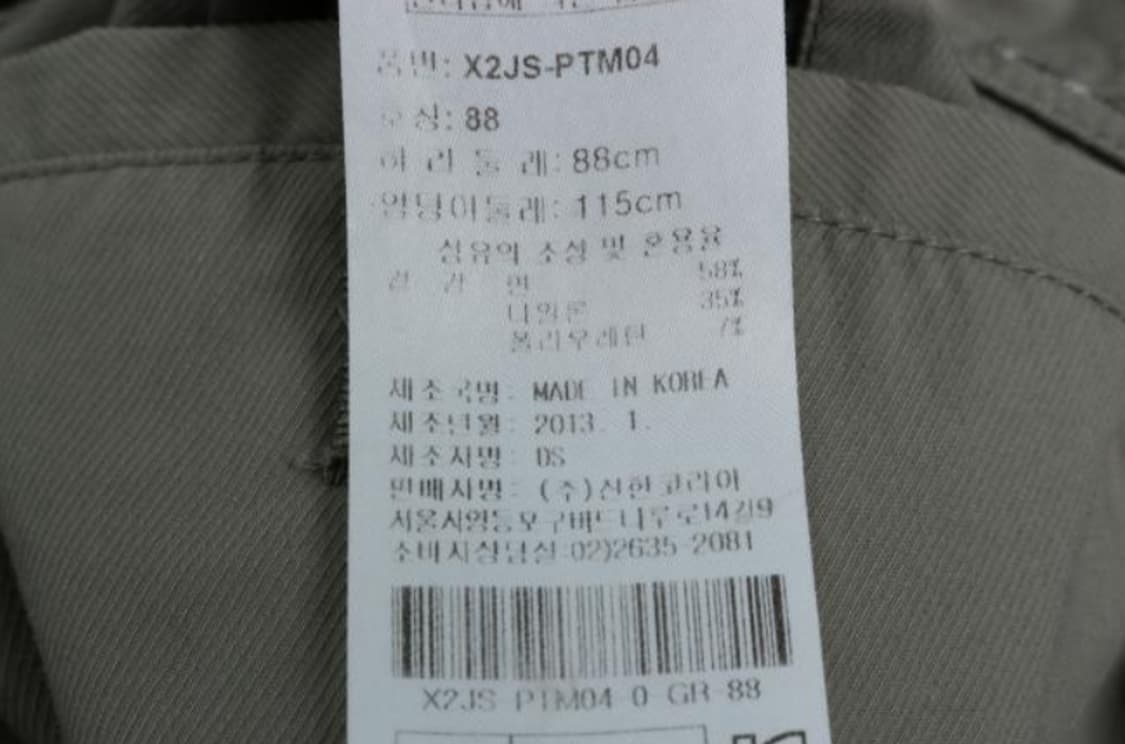 품번: X2JS-PTM04
호칭: 88
허리둘레: 88cm
엉덩이둘레: 115cm
섬유의 조성 및 혼용율
겉감 면 58%
나일론 35%
폴리우레탄 7%
제조국명: MADE IN KOREA
제조년월: 2013. 1.
제조자명: DS
판매자명: (주)신한코리아
서울시영등포구버드나루로14길9
소비자상담실:02)2635-2081
X2JS-PTM04-0-GR-88